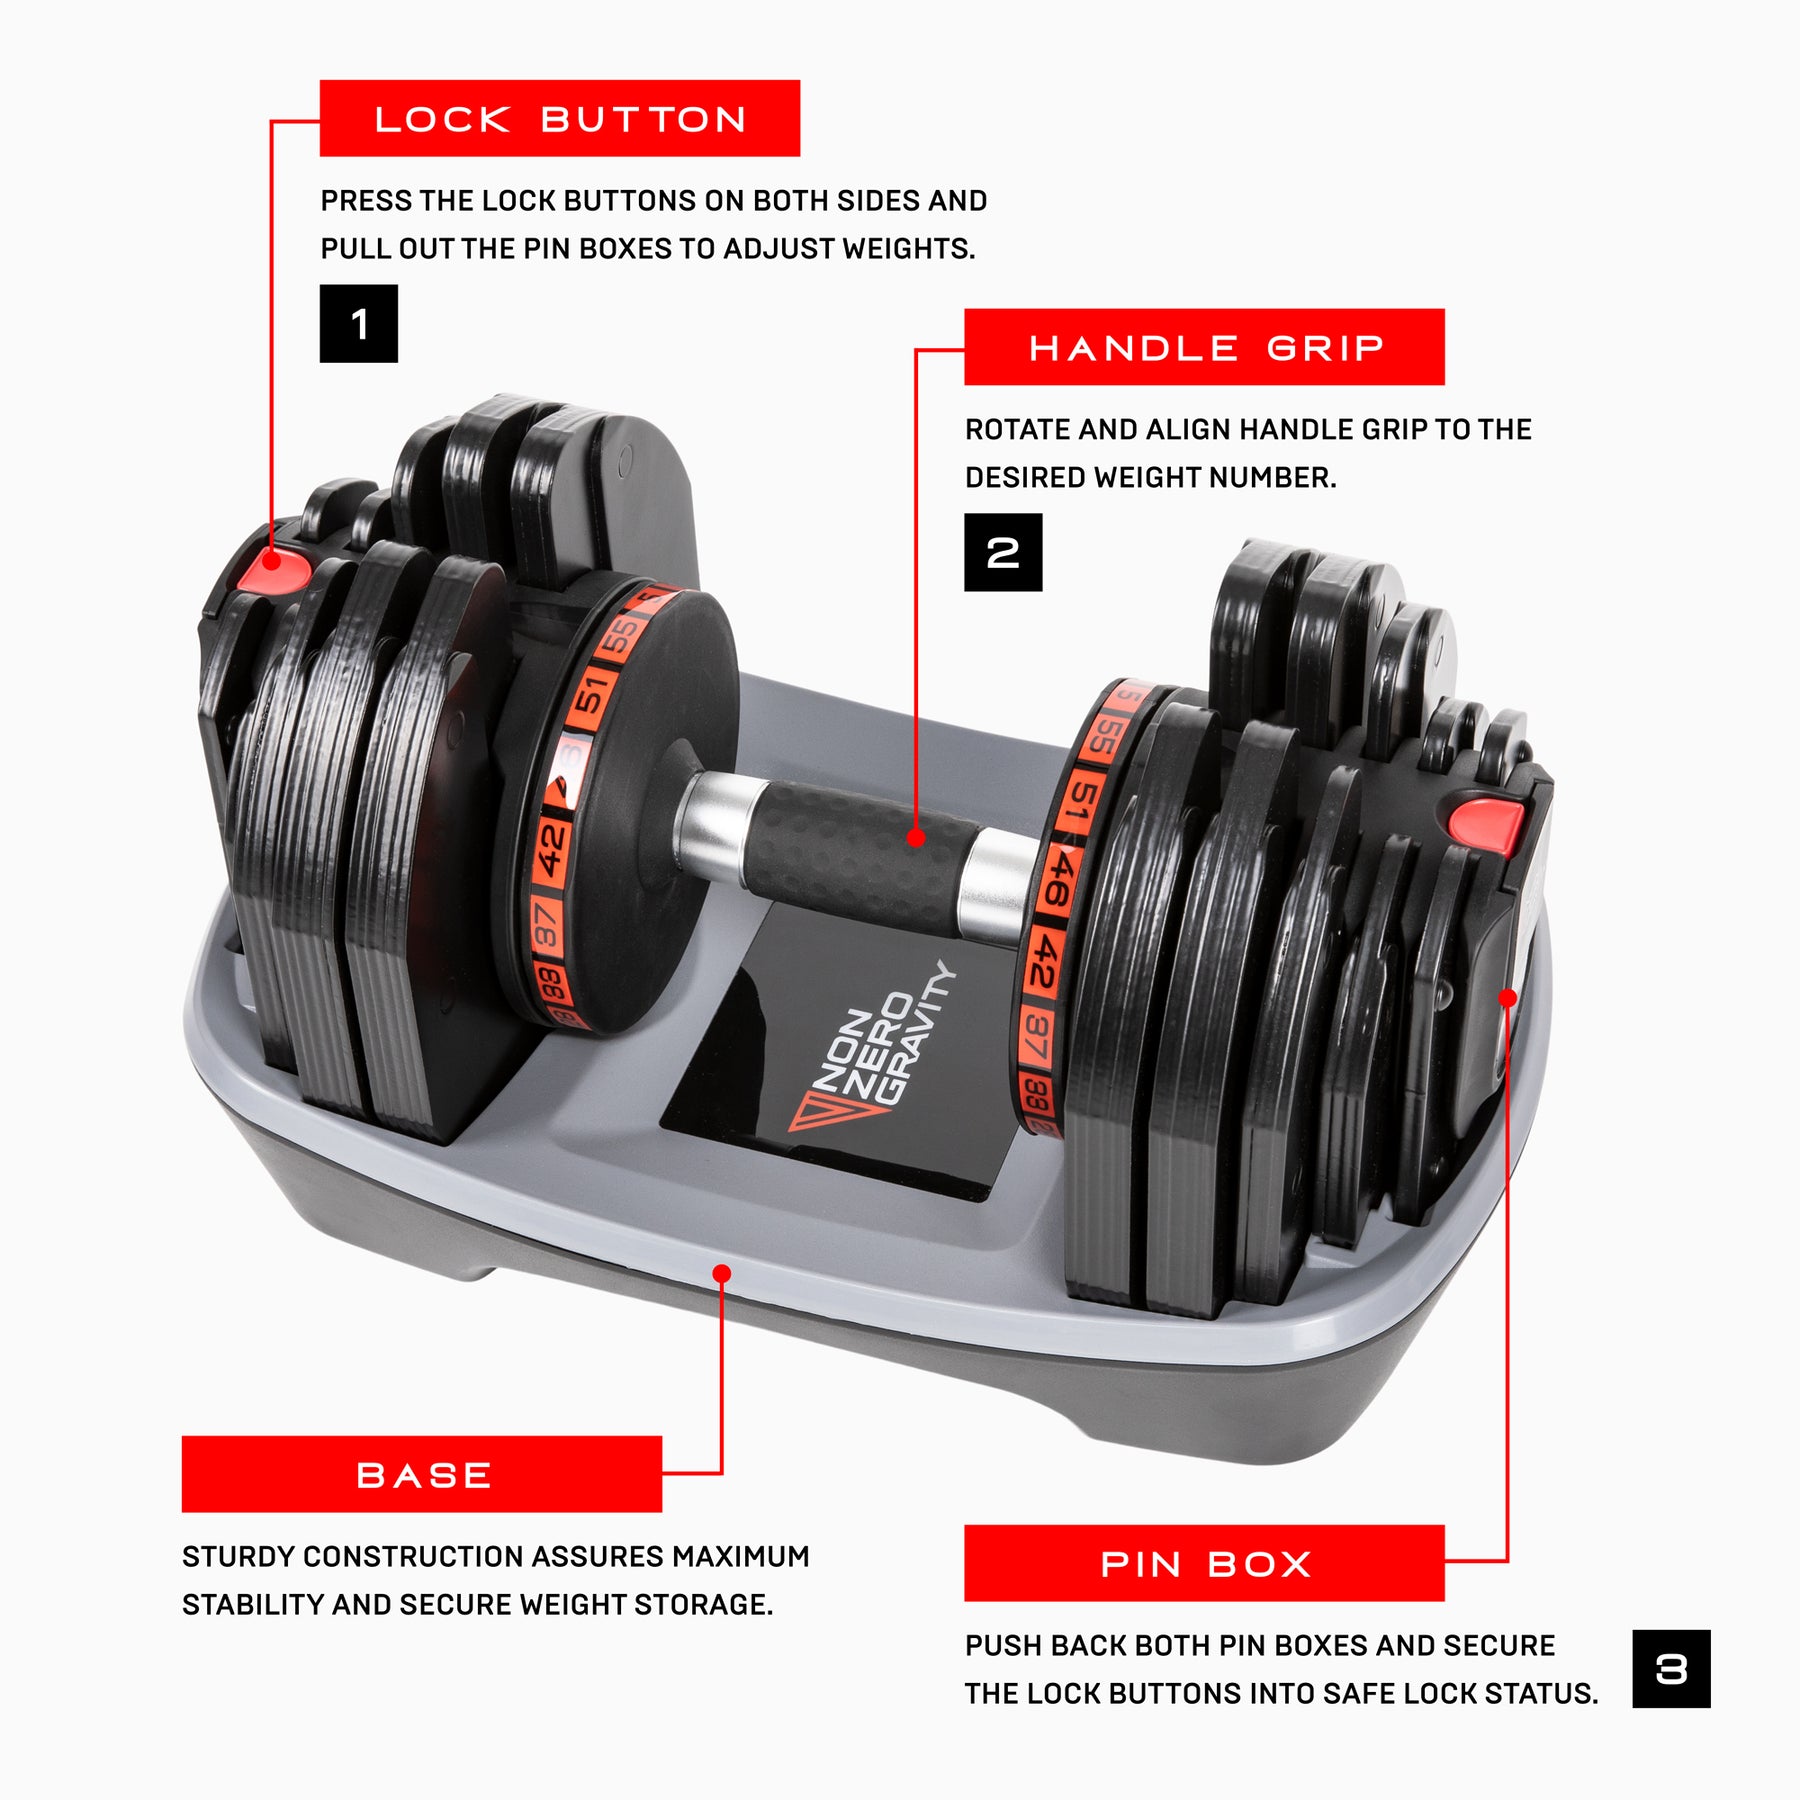 LOCK BUTTON
PRESS THE LOCK BUTTONS ON BOTH SIDES AND
PULL OUT THE PIN BOXES TO ADJUST WEIGHTS.
1
HANDLE GRIP
ROTATE AND ALIGN HANDLE GRIP TO THE
DESIRED WEIGHT NUMBER.
2
55
51
42
37
33
55
51
46
42
37
33
NON
ZERO
GRAVITY
BASE
STURDY CONSTRUCTION ASSURES MAXIMUM
STABILITY AND SECURE WEIGHT STORAGE.
PIN BOX
PUSH BACK BOTH PIN BOXES AND SECURE
THE LOCK BUTTONS INTO SAFE LOCK STATUS.
3